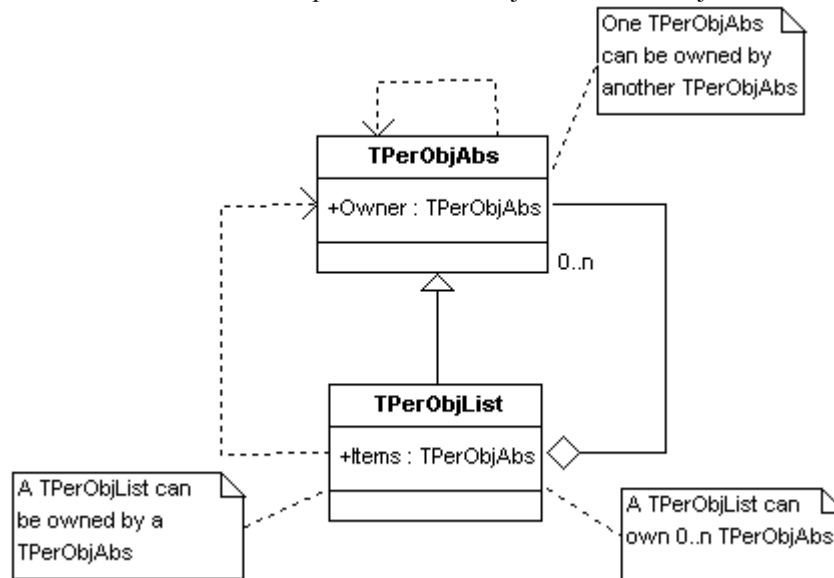 One TPerObjAbs
can be owned by
another TPerObjAbs
TPerObjAbs
+Owner : TPerObjAbs
0..n
TPerObjList
+Items : TPerObjAbs
A TPerObjList can
be owned by a
TPerObjAbs
A TPerObjList can
own 0..n TPerObjAbs